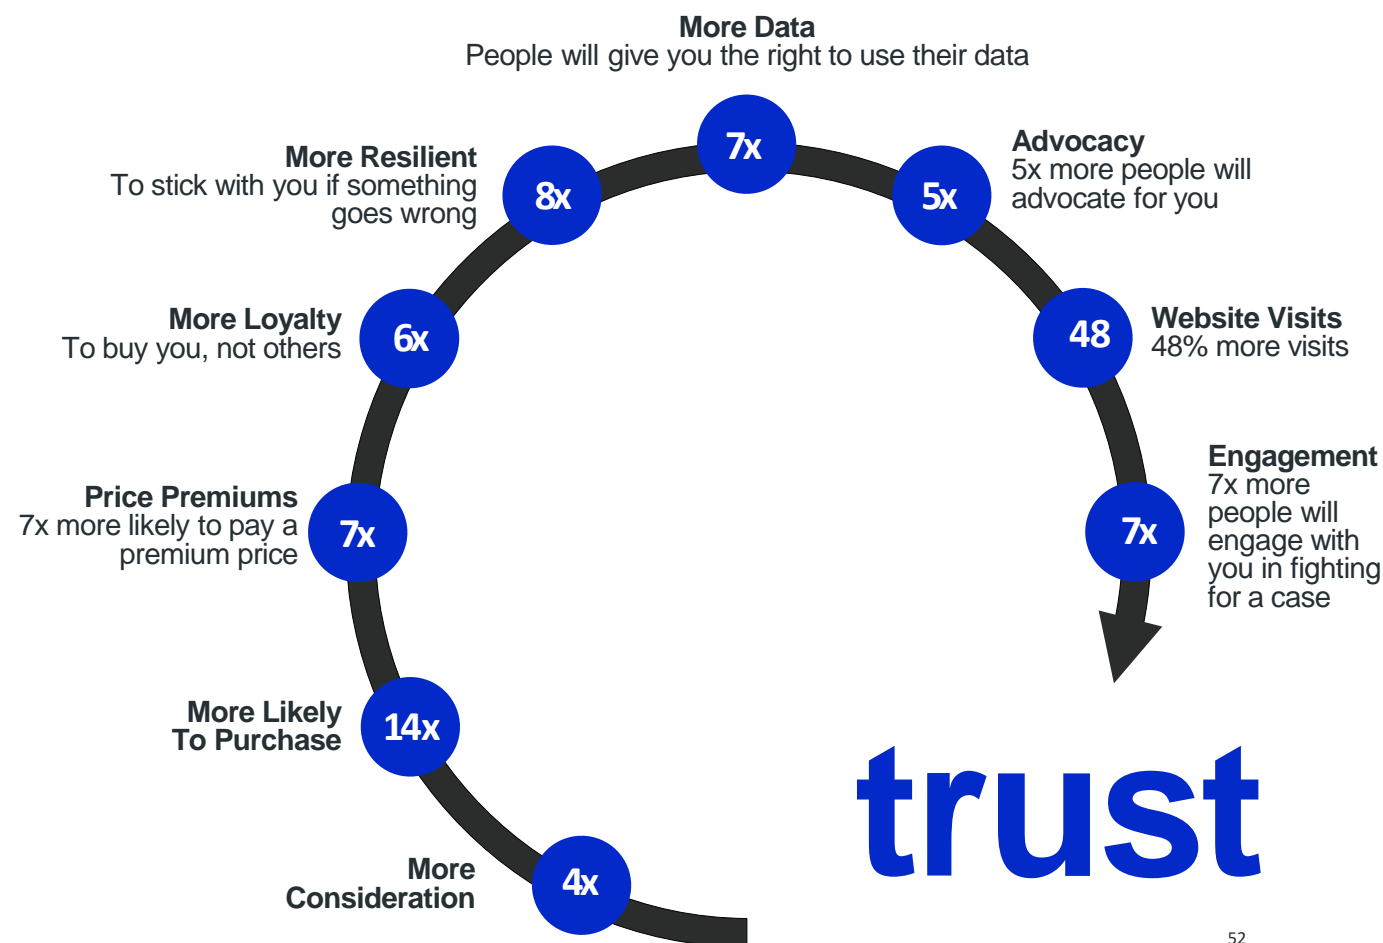 More Data
People will give you the right to use their data
7x
More Resilient
To stick with you if something
goes wrong
8x
Advocacy
5x more people will
advocate for you
5x
More Loyalty
To buy you, not others
6x
Website Visits
48% more visits
48
Price Premiums
7x more likely to pay a
premium price
7x
Engagement
7x more
people will
engage with
you in fighting
for a case
7x
More Likely
To Purchase
14x
More
Consideration
4x
trust
52